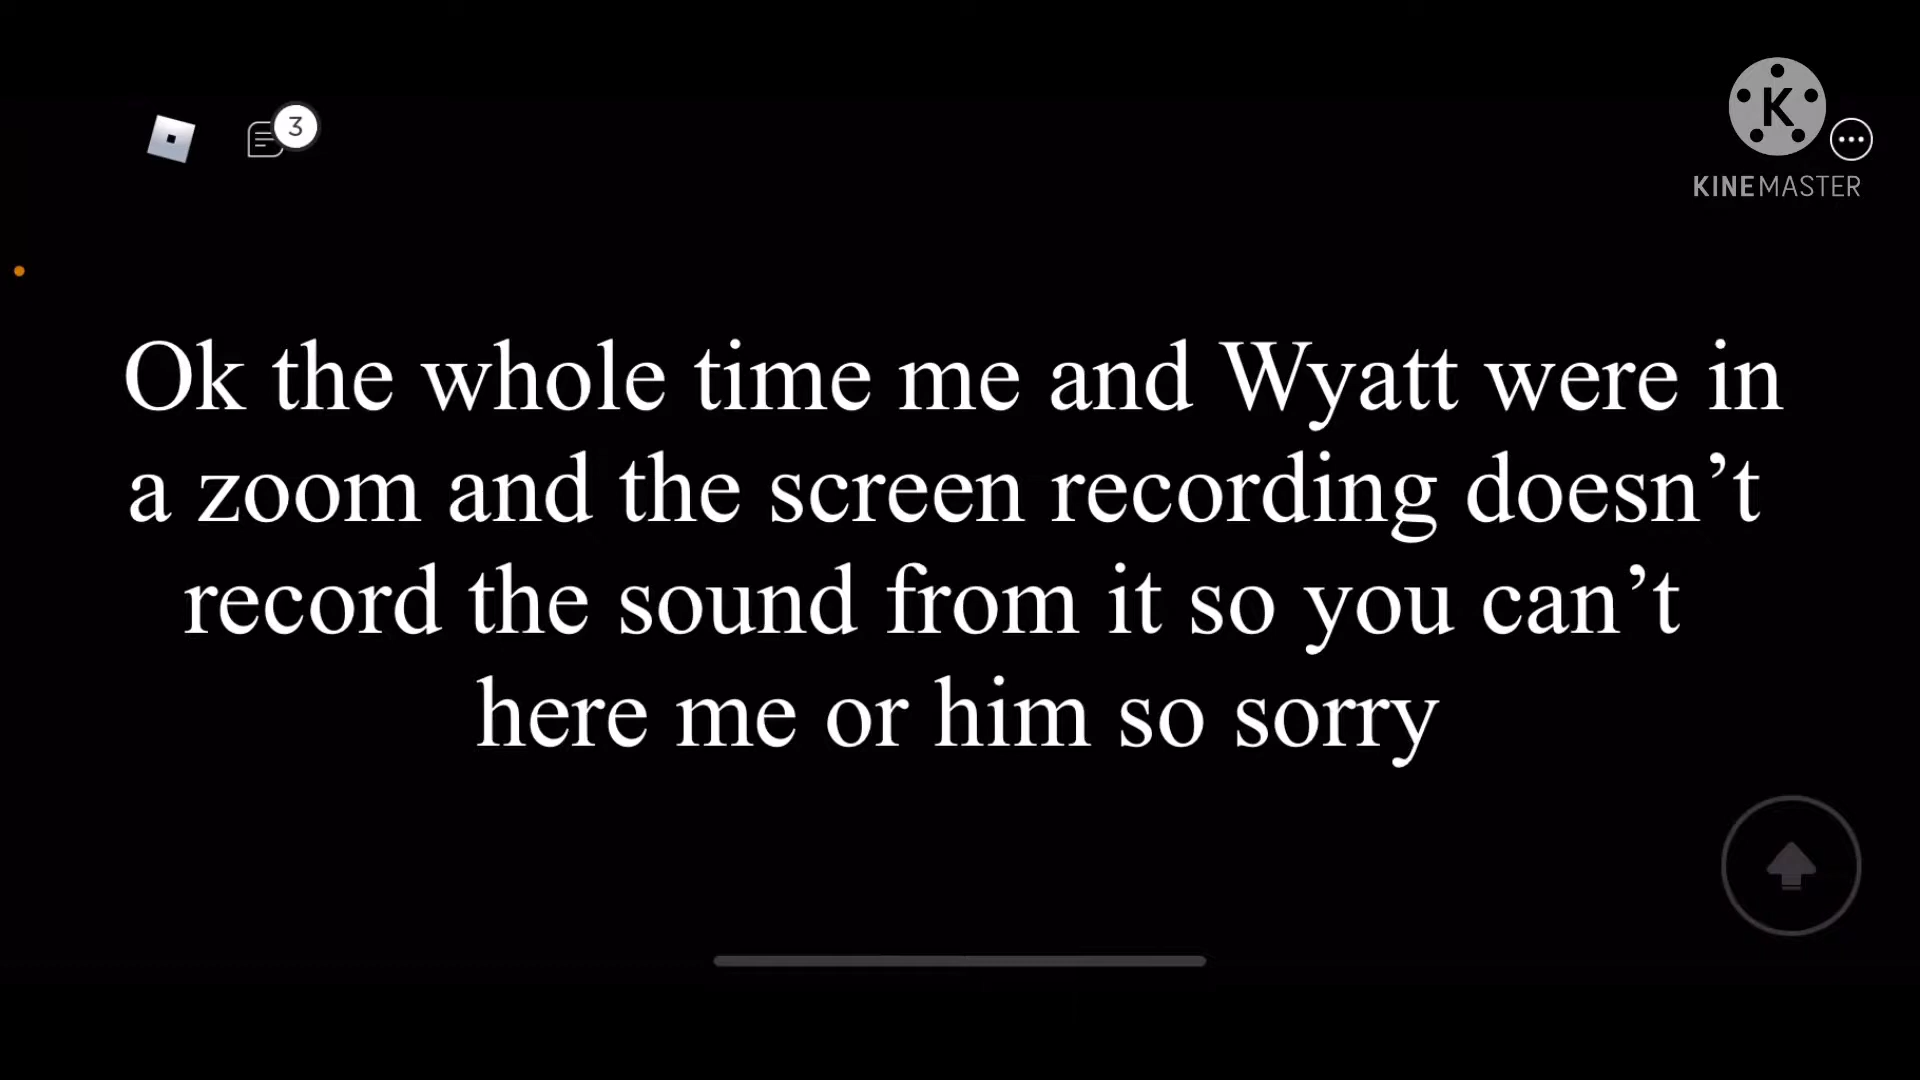 3
K
KINEMASTER
Ok the whole time me and Wyatt were in
a zoom and the screen recording doesn’t
record the sound from it so you can’t
here me or him so sorry